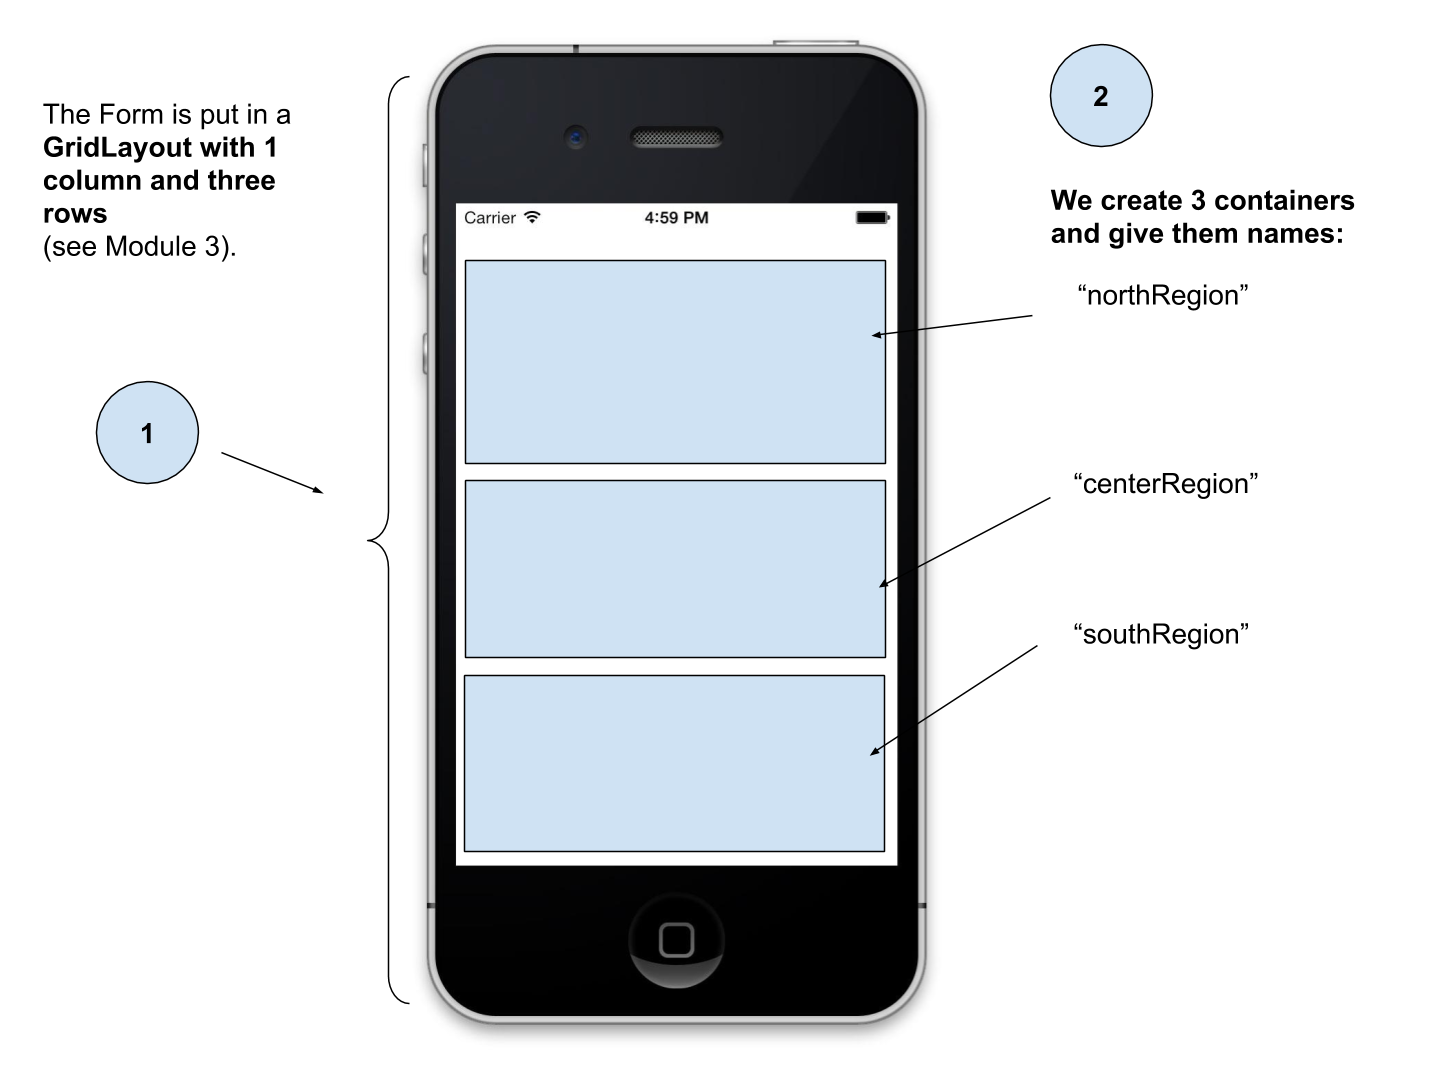 The Form is put in a
GridLayout with 1
column and three
rows
(see Module 3).
1
Carrier
4:59 PM
2
We create 3 containers
and give them names:
“northRegion”
“centerRegion”
“southRegion”